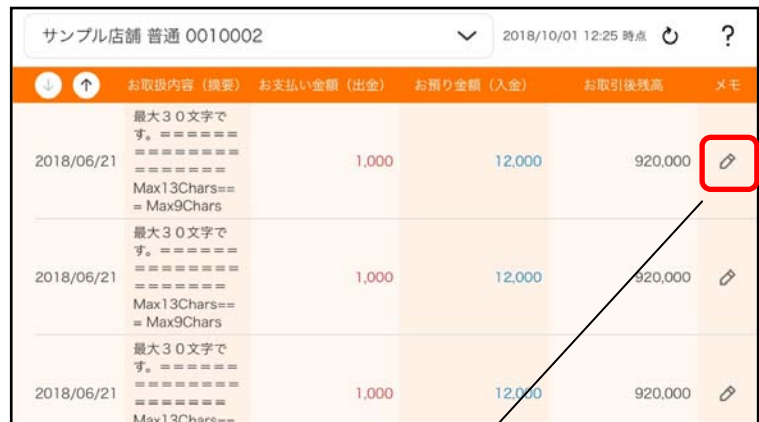 サンプル店舗 普通 0010002
2018/10/01 12:25 時点
?
お取扱内容（摘要） お支払い金額（出金） お預り金額（入金） お取引後残高 メモ
最大３０文字で
す。＝＝＝＝＝＝
＝＝＝＝＝＝＝＝
＝＝＝＝＝＝＝
Max13Chars==
= Max9Chars
2018/06/21
1,000
12,000
920,000
最大３０文字で
す。＝＝＝＝＝＝
＝＝＝＝＝＝＝＝
＝＝＝＝＝＝＝
Max13Chars==
= Max9Chars
2018/06/21
1,000
12,000
920,000
最大３０文字で
す。＝＝＝＝＝＝
＝＝＝＝＝＝＝＝
＝＝＝＝＝＝＝
Max13Chars==
2018/06/21
1,000
12,000
920,000